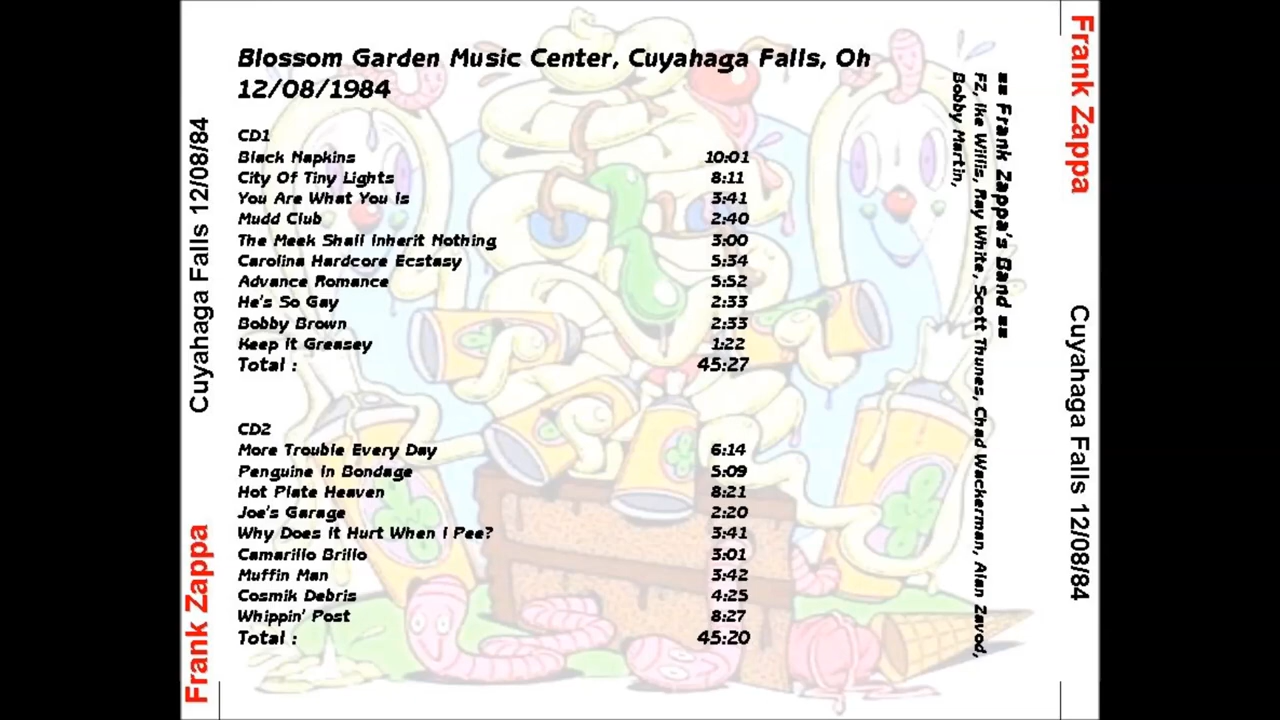 Blossom Garden Music Center, Cuyahaga Falls, Oh
12/08/1984
CD1
Black Napkins 10:01
City Of Tiny Lights 8:11
You Are What You Is 3:41
Mudd Club 2:40
The Meek Shall Inherit Nothing 3:00
Carolina Hardcore Ecstasy 5:34
Advance Romance 5:52
He's So Gay 2:33
Bobby Brown 2:33
Keep It Greasey 1:22
Total : 45:27
CD2
More Trouble Every Day 6:14
Penguine In Bondage 5:09
Hot Plate Heaven 8:21
Joe's Garage 2:20
Why Does It Hurt When I Pee? 3:41
Camarillo Brillo 3:01
Muffin Man 3:42
Cosmik Debris 4:25
Whippin' Post 8:27
Total : 45:20
== Frank Zappa's Band ==
FZ, Ike Willis, Ray White, Scott Thunes, Chad Wackerman, Alan Zavod,
Bobby Martin,
Frank Zappa Cuyahaga Falls 12/08/84
Frank Zappa Cuyahaga Falls 12/08/84